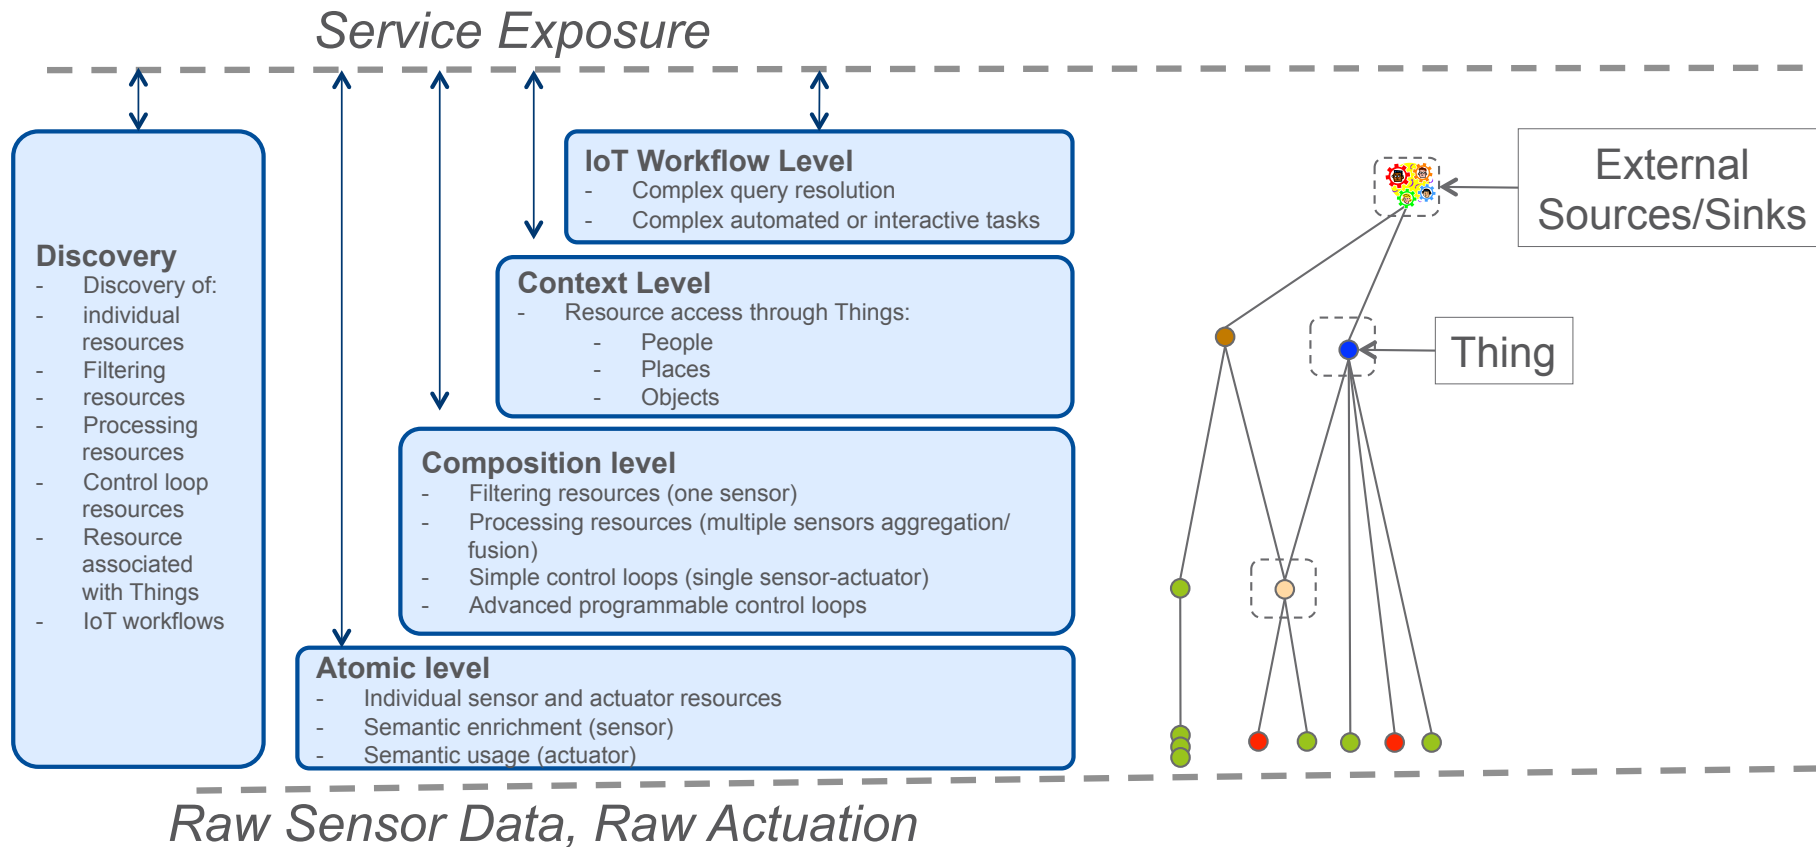 Service Exposure
Discovery
- Discovery of:
- individual
resources
- Filtering
- resources
- Processing
resources
- Control loop
resources
- Resource
associated
with Things
- IoT workflows
IoT Workflow Level
- Complex query resolution
- Complex automated or interactive tasks
Context Level
- Resource access through Things:
- People
- Places
- Objects
Composition level
- Filtering resources (one sensor)
- Processing resources (multiple sensors aggregation/
fusion)
- Simple control loops (single sensor-actuator)
- Advanced programmable control loops
Atomic level
- Individual sensor and actuator resources
- Semantic enrichment (sensor)
- Semantic usage (actuator)
External
Sources/Sinks
Thing
Raw Sensor Data, Raw Actuation